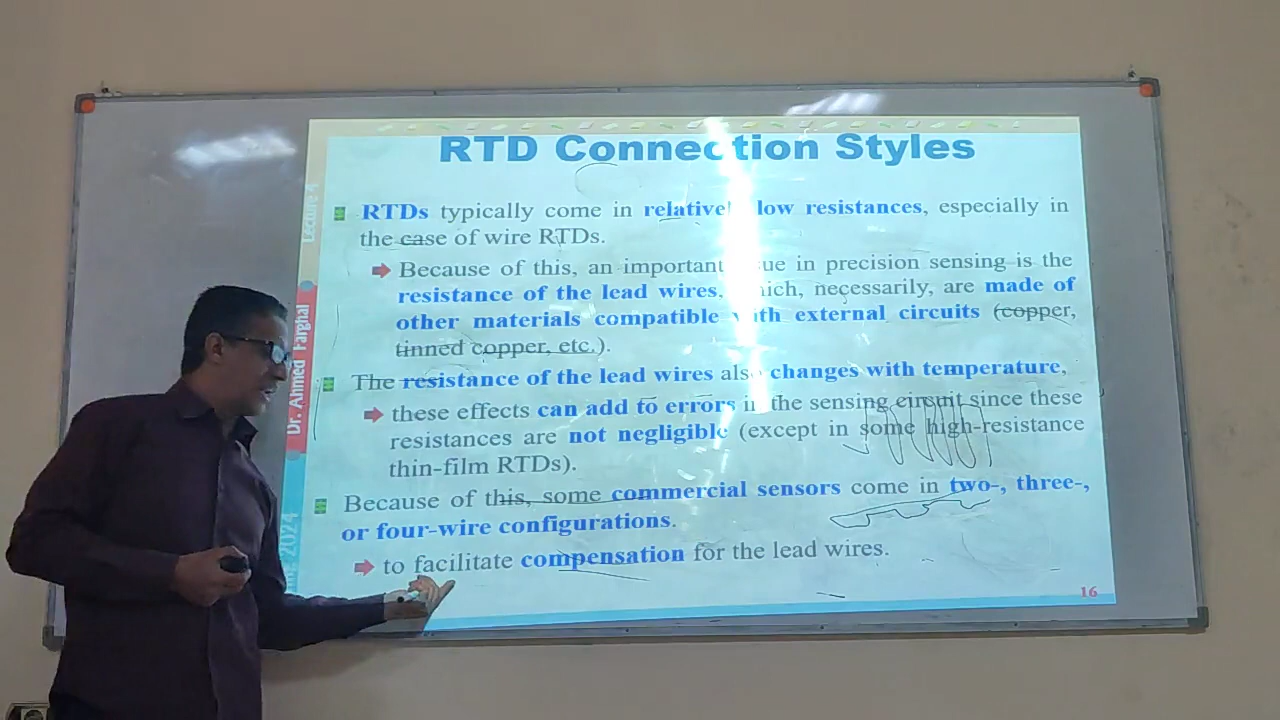 RTD Connection Styles
Lecture 4
Dr. Ahmed Farghal
2024
RTDs typically come in low resistances, especially in
the case of wire RTDs.
Because of this, an important in precision sensing is the
resistance of the lead wires, necessarily, are made of
other materials compatible external circuits (copper,
tinned copper, etc.).
The resistance of the lead wires also changes with temperature,
these effects can add to errors in the sensing circuit since these
resistances are not negligible (except in some high-resistance
thin-film RTDs).
Because of this, some commercial sensors come in two-, three-,
or four-wire configurations.
to facilitate compensation for the lead wires.
16